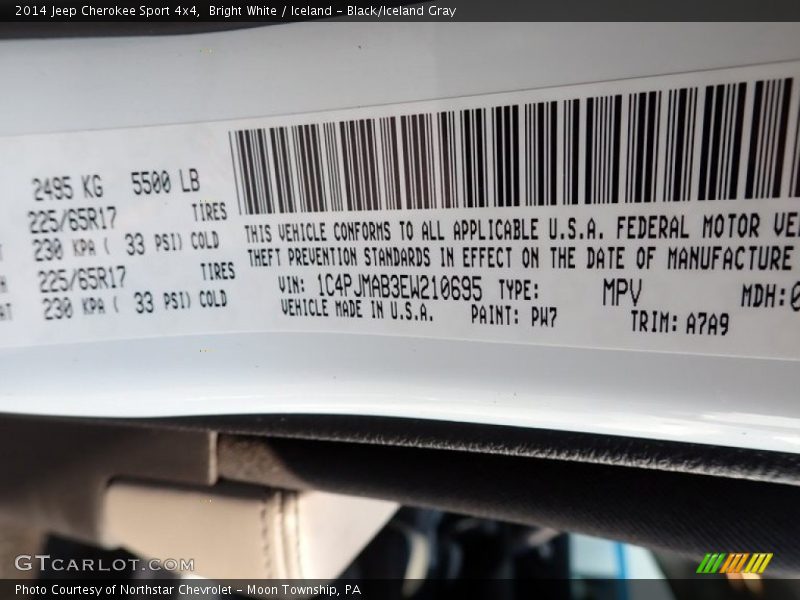 2014 Jeep Cherokee Sport 4x4,  Bright White / Iceland - Black/Iceland Gray
2495 KG 5500 LB
225/65R17 TIRES
230 KPA ( 33 PSI) COLD
225/65R17 TIRES
230 KPA ( 33 PSI) COLD
THIS VEHICLE CONFORMS TO ALL APPLICABLE U.S.A. FEDERAL MOTOR
THEFT PREVENTION STANDARDS IN EFFECT ON THE DATE OF MANUFACTURE
VIN: 1C4PJMAB3EW210695 TYPE: MPV MDH:
VEHICLE MADE IN U.S.A. PAINT: PW7 TRIM: A7A9
GTCARLOT.COM
Photo Courtesy of Northstar Chevrolet - Moon Township, PA